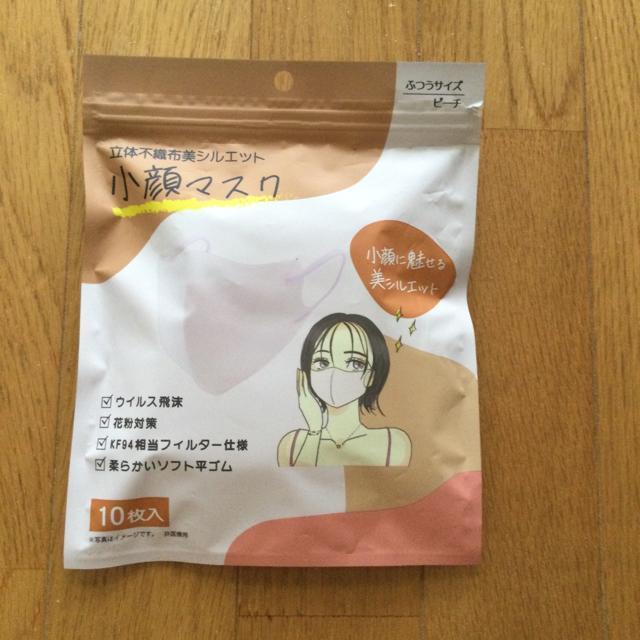 ふつうサイズ
ピーチ
立体不織布美シルエット
小顔マスク
小顔に魅せる
美シルエット
ウイルス飛沫
花粉対策
KF94相当フィルター仕様
柔らかいソフト平ゴム
10枚入
※写真はイメージです。 非医療用